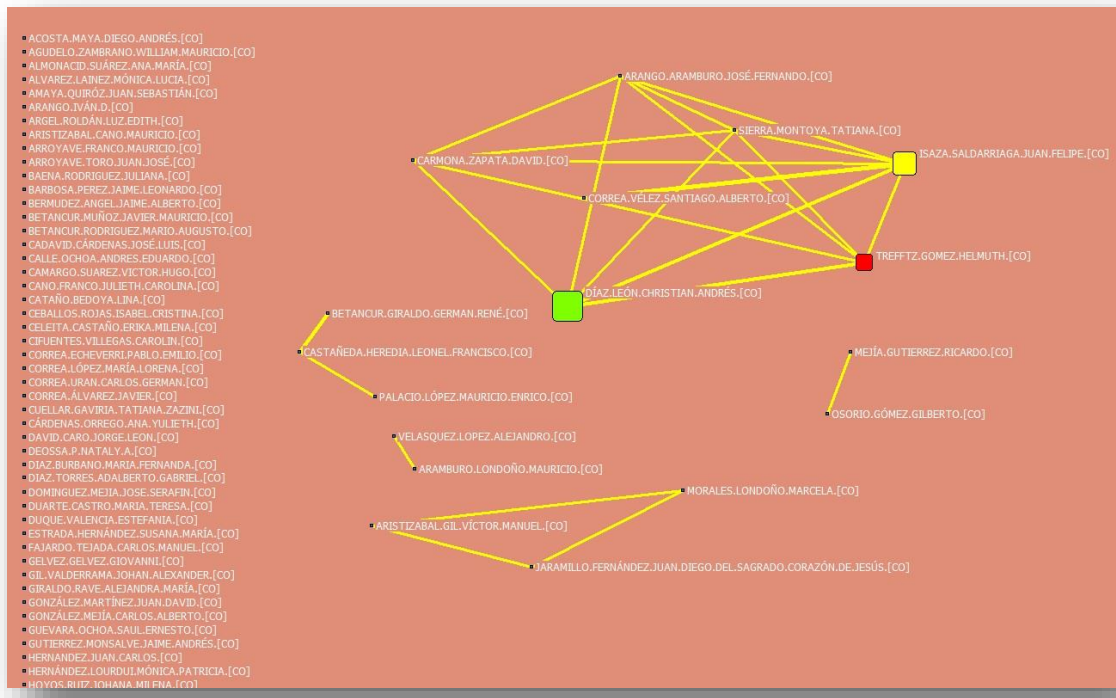 ACOSTA.MAYA.DIEGO.ANDRÉS.[CO]
AGUDELO.ZAMBRANO.WILLIAM.MAURICIO.[CO]
ALMONACID.SUÁREZ.ANA.MARÍA.[CO]
ALVAREZ.LAINEZ.MÓNICA.LUCIA.[CO]
AMAYA.QUIRÓZ.JUAN.SEBASTIÁN.[CO]
ARANGO.IVÁN.D.[CO]
ARGEL.ROLDÁN.LUZ.EDITH.[CO]
ARISTIZABAL.CANO.MAURICIO.[CO]
ARROYAVE.FRANCO.MAURICIO.[CO]
ARROYAVE.TORO.JUAN.JOSÉ.[CO]
BAENA.RODRIGUEZ.JULIANA.[CO]
BARBOSA.PEREZ.JAIME.LEONARDO.[CO]
BERMUDEZ.ANGEL.JAIME.ALBERTO.[CO]
BETANCUR.MUÑOZ.JAVIER.MAURICIO.[CO]
BETANCUR.RODRIGUEZ.MARIO.AUGUSTO.[CO]
CADAVID.CÁRDENAS.JOSÉ.LUIS.[CO]
CALLE.OCHOA.ANDRES.EDUARDO.[CO]
CAMARGO.SUAREZ.VICTOR.HUGO.[CO]
CANO.FRANCO.JULIETH.CAROLINA.[CO]
CATAÑO.BEDOYA.LINA.[CO]
CEBALLOS.ROJAS.ISABEL.CRISTINA.[CO]
CELEITA.CASTAÑO.ERIKA.MILENA.[CO]
CIFUENTES.VILLEGAS.CAROLIN.[CO]
CORREA.ECHEVERRI.PABLO.EMILIO.[CO]
CORREA.LÓPEZ.MARÍA.LORENA.[CO]
CORREA.URAN.CARLOS.GERMAN.[CO]
CORREA.ÁLVAREZ.JAVIER.[CO]
CUELLAR.GAVIRIA.TATIANA.ZAZINI.[CO]
CÁRDENAS.ORREGO.ANA.YULIETH.[CO]
DAVID.CARO.JORGE.LEON.[CO]
DEOSSA.P.NATALY.A.[CO]
DIAZ.BURBANO.MARIA.FERNANDA.[CO]
DIAZ.TORRES.ADALBERTO.GABRIEL.[CO]
DOMINGUEZ.MEJIA.JOSE.SERAFIN.[CO]
DUARTE.CASTRO.MARIA.TERESA.[CO]
DUQUE.VALENCIA.ESTEFANIA.[CO]
ESTRADA.HERNÁNDEZ.SUSANA.MARÍA.[CO]
FAJARDO.TEJADA.CARLOS.MANUEL.[CO]
GELVEZ.GELVEZ.GIOVANNI.[CO]
GIL.VALDERRAMA.JOHAN.ALEXANDER.[CO]
GIRALDO.RAVE.ALEJANDRA.MARÍA.[CO]
GONZÁLEZ.MARTÍNEZ.JUAN.DAVID.[CO]
GONZÁLEZ.MEJÍA.CARLOS.ALBERTO.[CO]
GUEVARA.OCHOA.SAUL.ERNESTO.[CO]
GUTIERREZ.MONSALVE.JAIME.ANDRÉS.[CO]
HERNANDEZ.JUAN.CARLOS.[CO]
HERNÁNDEZ.LOURDUI.MÓNICA.PATRICIA.[CO]
HOYOS.RUIZ.JOHANA.MILENA.[CO]
ARANGO.ARAMBURO.JOSÉ.FERNANDO.[CO]
SIERRA.MONTOYA.TATIANA.[CO]
ISAZA.SALDARRIAGA.JUAN.FELIPE.[CO]
CARMONA.ZAPATA.DAVID.[CO]
CORREA.VÉLEZ.SANTIAGO.ALBERTO.[CO]
TREFFTZ.GOMEZ.HELMUTH.[CO]
DÍAZ.LEÓN.CHRISTIAN.ANDRÉS.[CO]
BETANCUR.GIRALDO.GERMAN.RENÉ.[CO]
CASTAÑEDA.HEREDIA.LEONEL.FRANCISCO.[CO]
MEJÍA.GUTIERREZ.RICARDO.[CO]
PALACIO.LÓPEZ.MAURICIO.ENRICO.[CO]
OSORIO.GÓMEZ.GILBERTO.[CO]
VELASQUEZ.LOPEZ.ALEJANDRO.[CO]
ARAMBURO.LONDOÑO.MAURICIO.[CO]
MORALES.LONDOÑO.MARCELA.[CO]
ARISTIZABAL.GIL.VÍCTOR.MANUEL.[CO]
JARAMILLO.FERNÁNDEZ.JUAN.DIEGO.DEL.SAGRADO.CORAZÓN.DE.JESÚS.[CO]